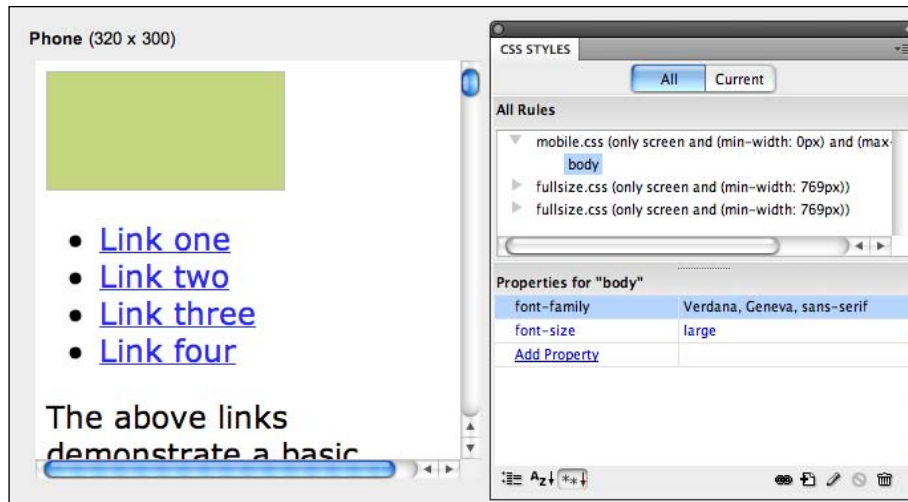 Phone (320 x 300)
Link one
Link two
Link three
Link four
The above links
demonstrate a basic
CSS STYLES
All Current
All Rules
mobile.css (only screen and (min-width: 0px) and (max-
body
fullsize.css (only screen and (min-width: 769px))
fullsize.css (only screen and (min-width: 769px))
Properties for "body"
font-family Verdana, Geneva, sans-serif
font-size large
Add Property
AZ **